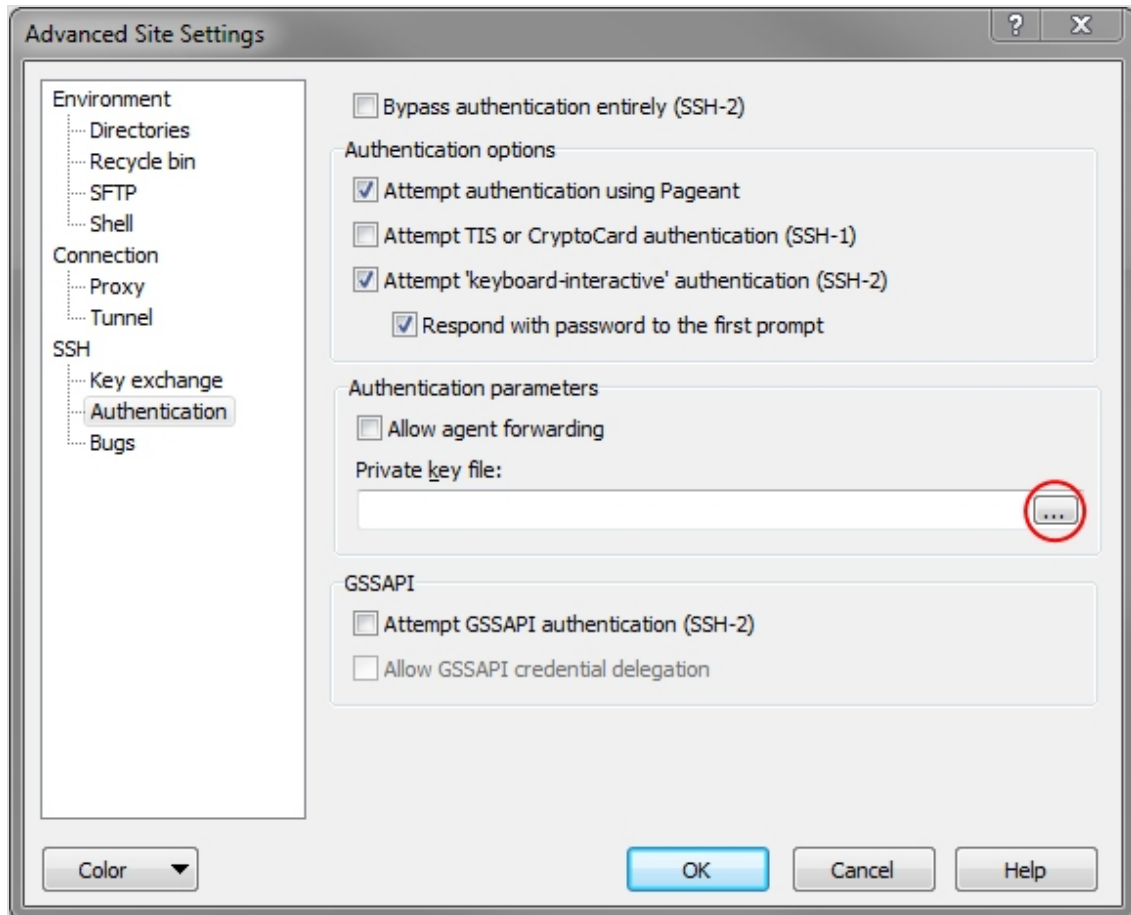 Advanced Site Settings
?
X
Environment
Directories
Recycle bin
SFTP
Shell
Connection
Proxy
Tunnel
SSH
Key exchange
Authentication
Bugs
Bypass authentication entirely (SSH-2)
Authentication options
Attempt authentication using Pageant
Attempt TIS or CryptoCard authentication (SSH-1)
Attempt 'keyboard-interactive' authentication (SSH-2)
Respond with password to the first prompt
Authentication parameters
Allow agent forwarding
Private key file:
...
GSSAPI
Attempt GSSAPI authentication (SSH-2)
Allow GSSAPI credential delegation
Color
OK
Cancel
Help